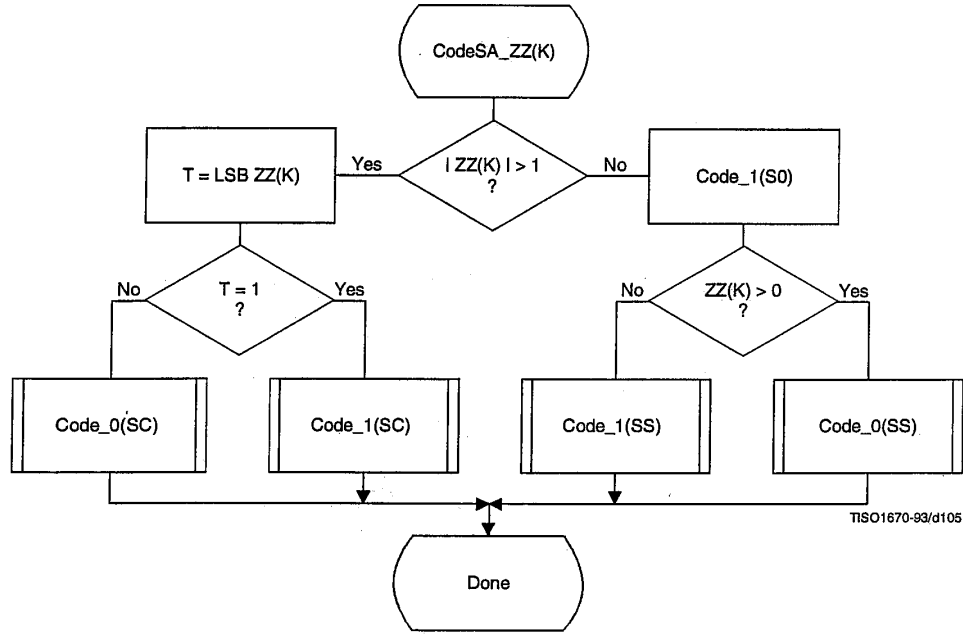 CodeSA_ZZ(K)
T = LSB ZZ(K)
Yes
| ZZ(K) | > 1
?
No
Code_1(S0)
No
T = 1
?
Yes
No
ZZ(K) > 0
?
Yes
Code_0(SC)
Code_1(SC)
Code_1(SS)
Code_0(SS)
TISO1670-93/d105
Done